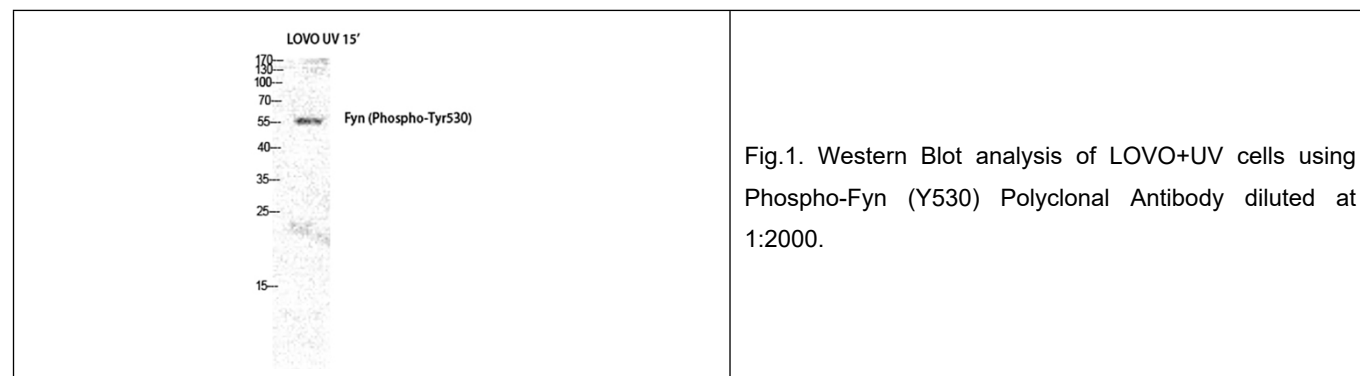 LOVO UV 15'
170
130
100
70
55
Fyn (Phospho-Tyr530)
40
35
25
15
Fig.1. Western Blot analysis of LOVO+UV cells using
Phospho-Fyn (Y530) Polyclonal Antibody diluted at
1:2000.